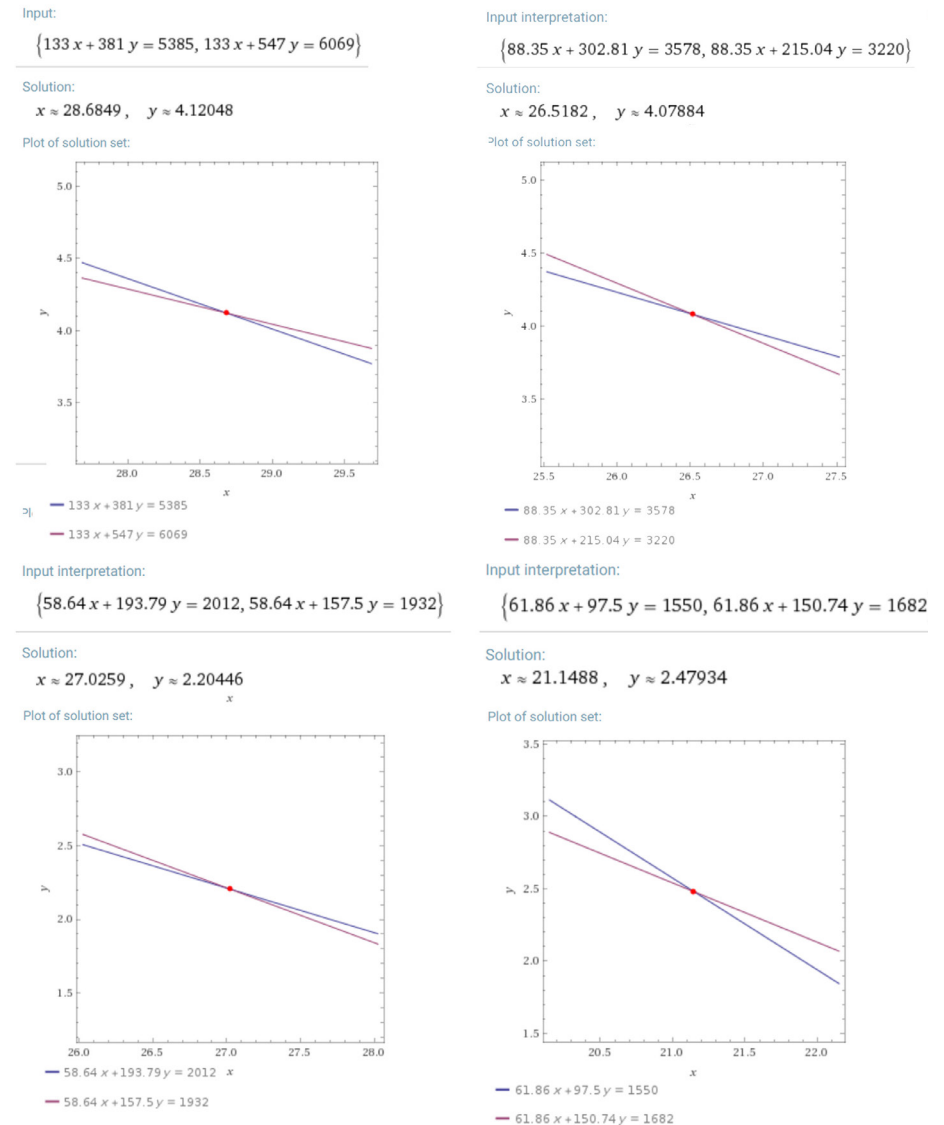 Input:
{133 x + 381 y = 5385, 133 x + 547 y = 6069}
Solution:
x ≈ 28.6849 , y ≈ 4.12048
Plot of solution set:
5.0
4.5
4.0
3.5
y
28.0 28.5 29.0 29.5
x
133 x + 381 y = 5385
133 x + 547 y = 6069
Input interpretation:
{88.35 x + 302.81 y = 3578, 88.35 x + 215.04 y = 3220}
Solution:
x ≈ 26.5182 , y ≈ 4.07884
Plot of solution set:
5.0
4.5
4.0
3.5
y
25.5 26.0 26.5 27.0 27.5
x
88.35 x + 302.81 y = 3578
88.35 x + 215.04 y = 3220
Input interpretation:
{58.64 x + 193.79 y = 2012, 58.64 x + 157.5 y = 1932}
Solution:
x ≈ 27.0259 , y ≈ 2.20446
x
Plot of solution set:
3.0
2.5
2.0
1.5
y
26.0 26.5 27.0 27.5 28.0
58.64 x + 193.79 y = 2012 x
58.64 x + 157.5 y = 1932
Input interpretation:
{61.86 x + 97.5 y = 1550, 61.86 x + 150.74 y = 1682
Solution:
x ≈ 21.1488 , y ≈ 2.47934
Plot of solution set:
3.5
3.0
2.5
2.0
1.5
y
20.5 21.0 21.5 22.0
x
61.86 x + 97.5 y = 1550
61.86 x + 150.74 y = 1682